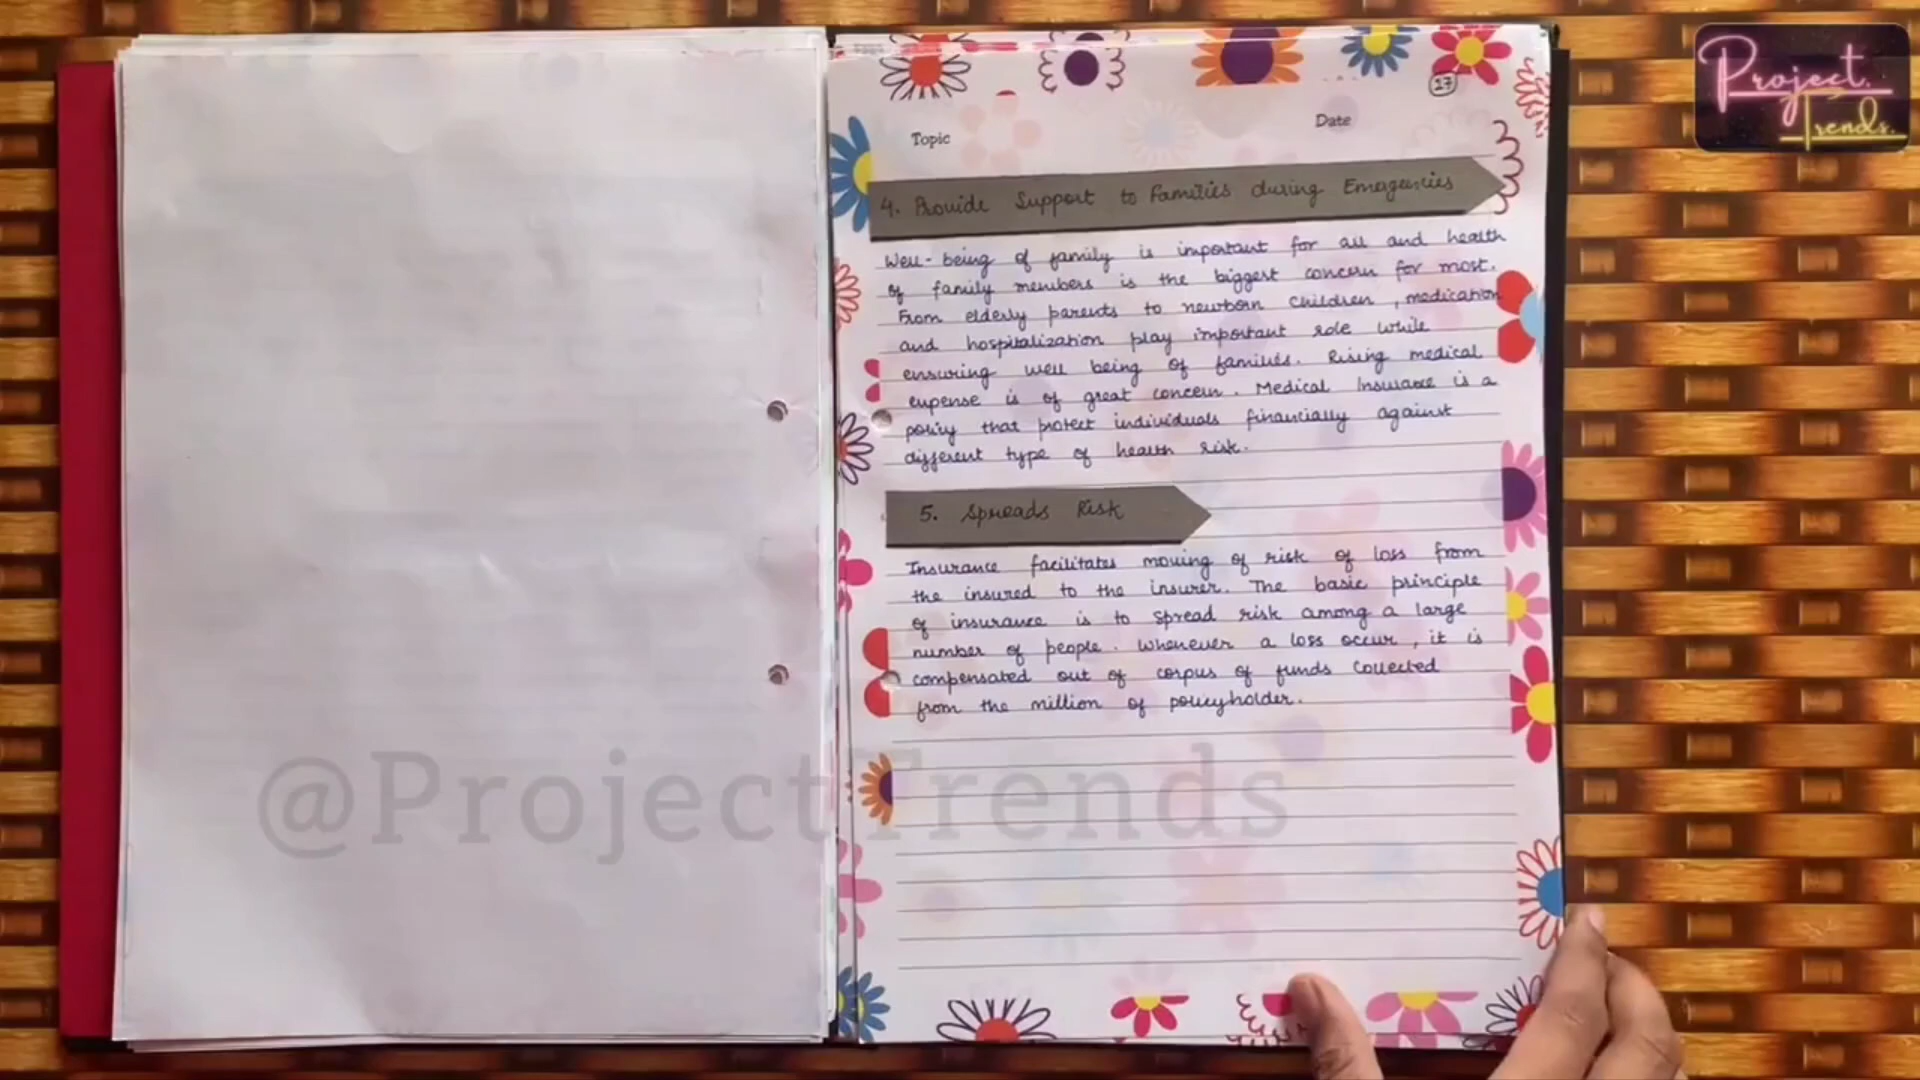 Project
Trends.
27
Date
Topic
4. Provide Support to Families during Emergencies
Well-being of family is important for all and health
of family members is the biggest concern for most.
From elderly parents to newborn children, medication
and hospitalization play important role while
ensuring well being of families. Rising medical
expense is of great concern. Medical Insurance is a
policy that protect individuals financially against
different type of health risk.
5. Spreads Risk
Insurance facilitates moving of risk of loss from
the insured to the insurer. The basic principle
of insurance is to spread risk among a large
number of people. Whenever a loss occur, it is
compensated out of corpus of funds collected
from the million of policyholder.
@ProjectTrends